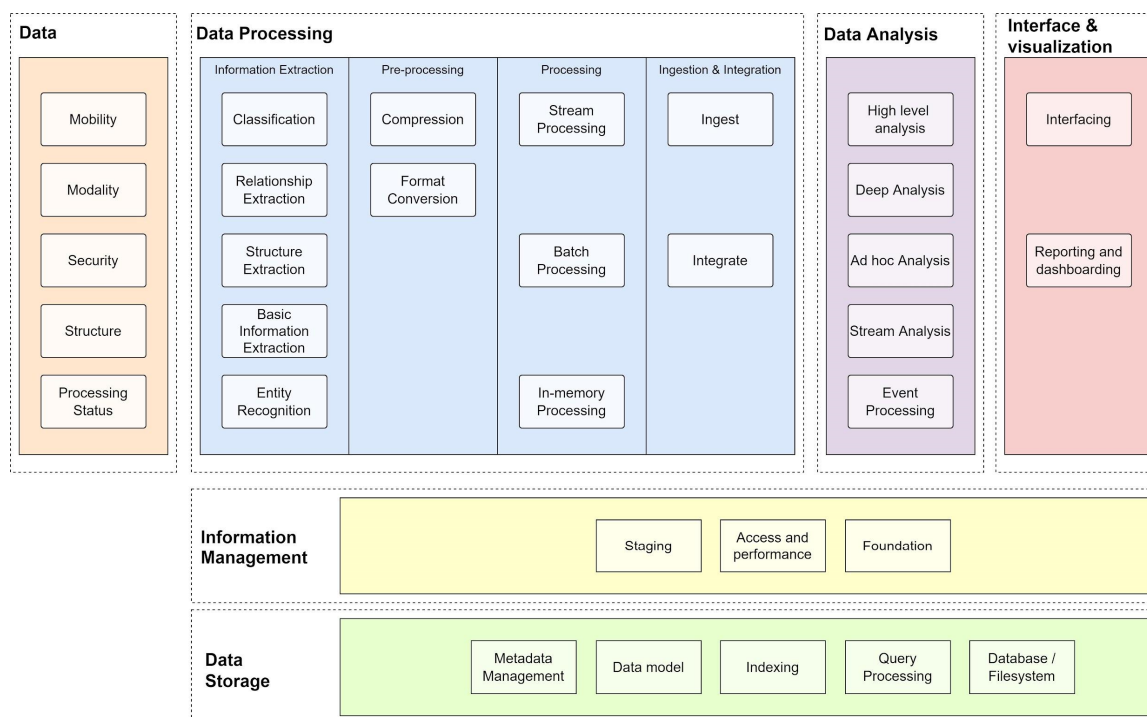 Data
Mobility
Modality
Security
Structure
Processing
Status
Data Processing
Information Extraction
Classification
Relationship
Extraction
Structure
Extraction
Basic
Information
Extraction
Entity
Recognition
Pre-processing
Compression
Format
Conversion
Processing
Stream
Processing
Batch
Processing
In-memory
Processing
Ingestion & Integration
Ingest
Integrate
Data Analysis
High level
analysis
Deep Analysis
Ad hoc Analysis
Stream Analysis
Event
Processing
Interface &
visualization
Interfacing
Reporting and
dashboarding
Information
Management
Staging
Access and
performance
Foundation
Data
Storage
Metadata
Management
Data model
Indexing
Query
Processing
Database /
Filesystem